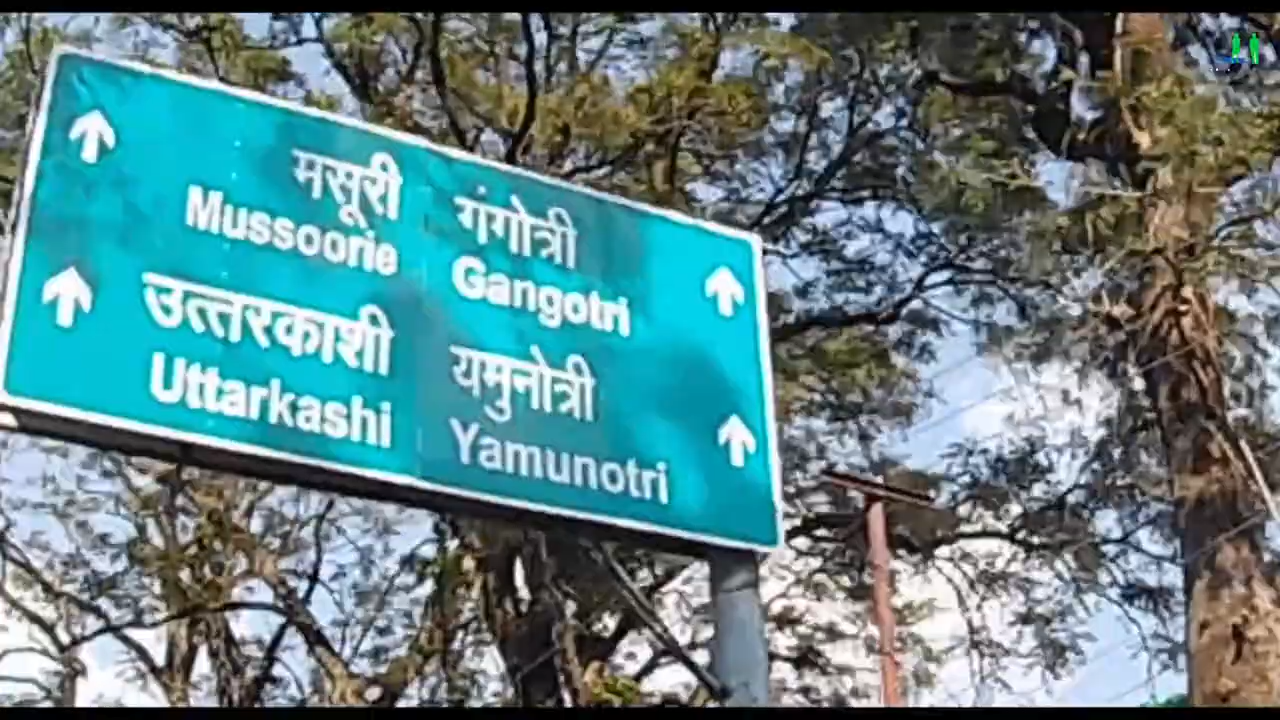 मसूरी
Mussoorie
उत्तरकाशी
Uttarkashi
गंगोत्री
Gangotri
यमुनोत्री
Yamunotri